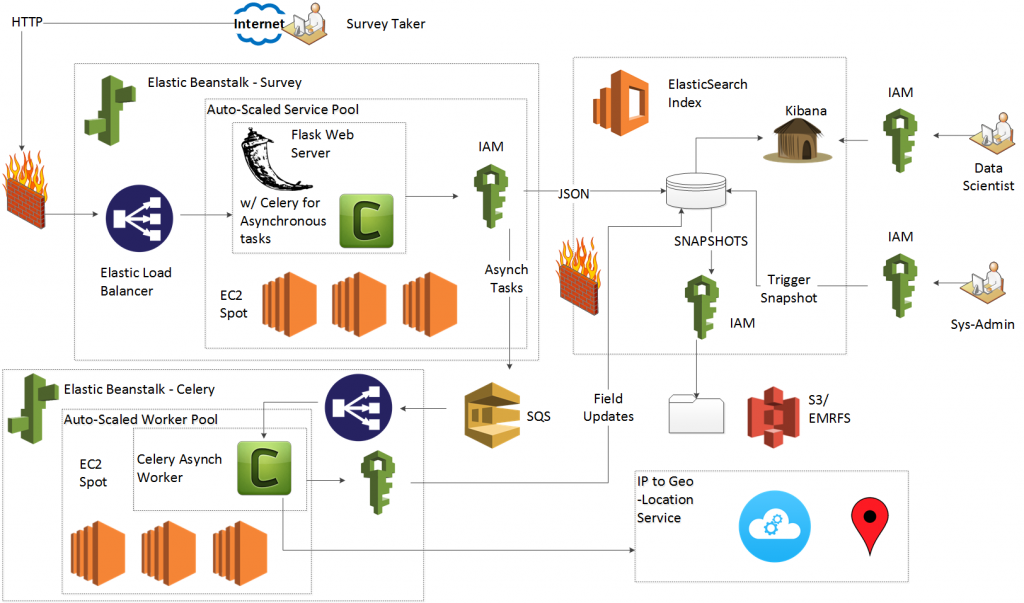 HTTP
Internet
Survey Taker
Elastic Beanstalk - Survey
Auto-Scaled Service Pool
Flask Web
Server
w/ Celery for
Asynchronous
tasks
C
IAM
Elastic Load
Balancer
EC2
Spot
Asynch
Tasks
ElasticSearch
Index
Kibana
IAM
Data
Scientist
JSON
SNAPSHOTS
IAM
Trigger
Snapshot
IAM
Sys-Admin
Elastic Beanstalk - Celery
Auto-Scaled Worker Pool
EC2
Spot
Celery Asynch
Worker
C
SQS
Field
Updates
S3/
EMRFS
IP to Geo
-Location
Service